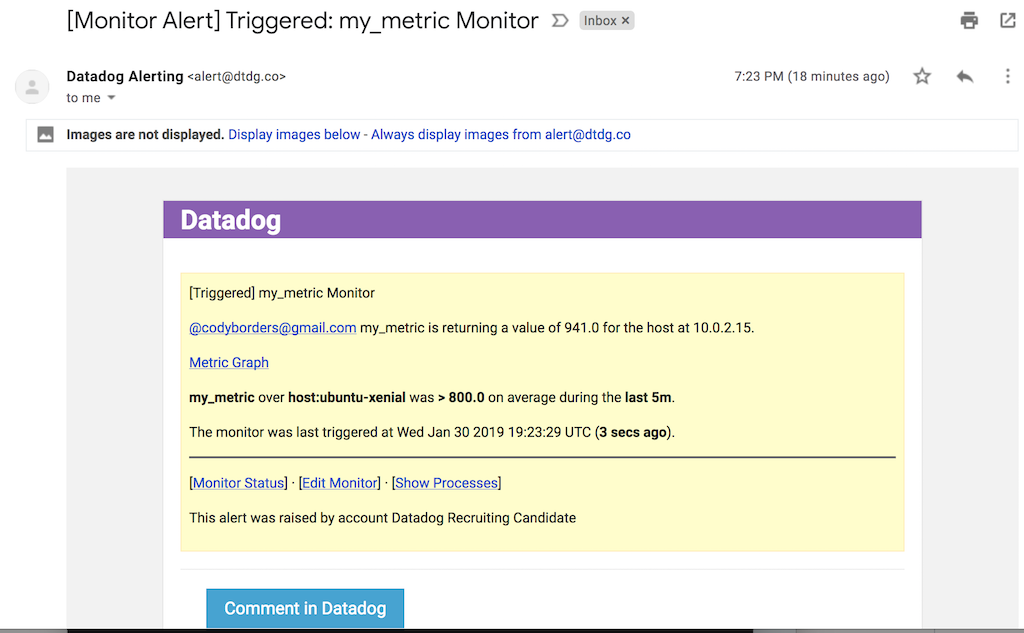 [Monitor Alert] Triggered: my_metric Monitor Inbox ×
Datadog Alerting <alert@dtdg.co> 7:23 PM (18 minutes ago)
to me
Images are not displayed. Display images below - Always display images from alert@dtdg.co
Datadog
[Triggered] my_metric Monitor
@codyborders@gmail.com my_metric is returning a value of 941.0 for the host at 10.0.2.15.
Metric Graph
my_metric over host:ubuntu-xenial was > 800.0 on average during the last 5m.
The monitor was last triggered at Wed Jan 30 2019 19:23:29 UTC (3 secs ago).
[Monitor Status] · [Edit Monitor] · [Show Processes]
This alert was raised by account Datadog Recruiting Candidate
Comment in Datadog